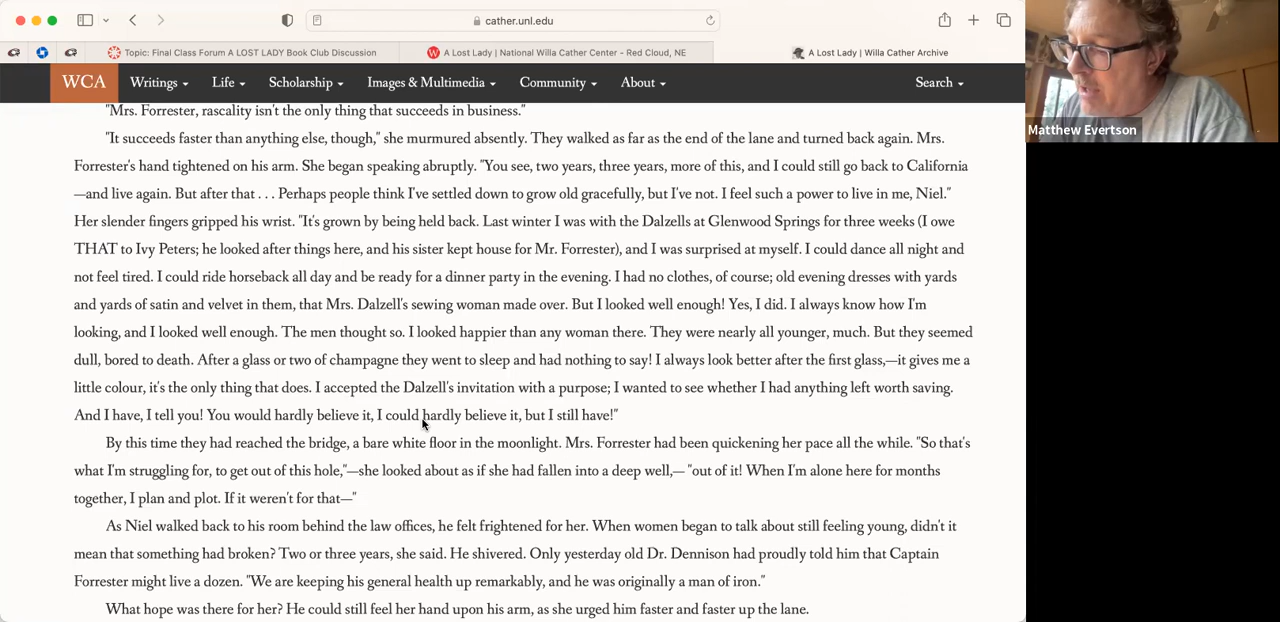 cather.unl.edu
Topic: Final Class Forum A LOST LADY Book Club Discussion
A Lost Lady | National Willa Cather Center - Red Cloud, NE
A Lost Lady | Willa Cather Archive
WCA
Writings
Life
Scholarship
Images & Multimedia
Community
About
Search
Matthew Evertson
"Mrs. Forrester, rascality isn't the only thing that succeeds in business."
"It succeeds faster than anything else, though," she murmured absently. They walked as far as the end of the lane and turned back again. Mrs.
Forrester's hand tightened on his arm. She began speaking abruptly. "You see, two years, three years, more of this, and I could still go back to California
—and live again. But after that . . . Perhaps people think I've settled down to grow old gracefully, but I've not. I feel such a power to live in me, Niel."
Her slender fingers gripped his wrist. "It's grown by being held back. Last winter I was with the Dalzells at Glenwood Springs for three weeks (I owe
THAT to Ivy Peters; he looked after things here, and his sister kept house for Mr. Forrester), and I was surprised at myself. I could dance all night and
not feel tired. I could ride horseback all day and be ready for a dinner party in the evening. I had no clothes, of course; old evening dresses with yards
and yards of satin and velvet in them, that Mrs. Dalzell's sewing woman made over. But I looked well enough! Yes, I did. I always know how I'm
looking, and I looked well enough. The men thought so. I looked happier than any woman there. They were nearly all younger, much. But they seemed
dull, bored to death. After a glass or two of champagne they went to sleep and had nothing to say! I always look better after the first glass,—it gives me a
little colour, it's the only thing that does. I accepted the Dalzell's invitation with a purpose; I wanted to see whether I had anything left worth saving.
And I have, I tell you! You would hardly believe it, I could hardly believe it, but I still have!"
By this time they had reached the bridge, a bare white floor in the moonlight. Mrs. Forrester had been quickening her pace all the while. "So that's
what I'm struggling for, to get out of this hole,"—she looked about as if she had fallen into a deep well,— "out of it! When I'm alone here for months
together, I plan and plot. If it weren't for that—"
As Niel walked back to his room behind the law offices, he felt frightened for her. When women began to talk about still feeling young, didn't it
mean that something had broken? Two or three years, she said. He shivered. Only yesterday old Dr. Dennison had proudly told him that Captain
Forrester might live a dozen. "We are keeping his general health up remarkably, and he was originally a man of iron."
What hope was there for her? He could still feel her hand upon his arm, as she urged him faster and faster up the lane.